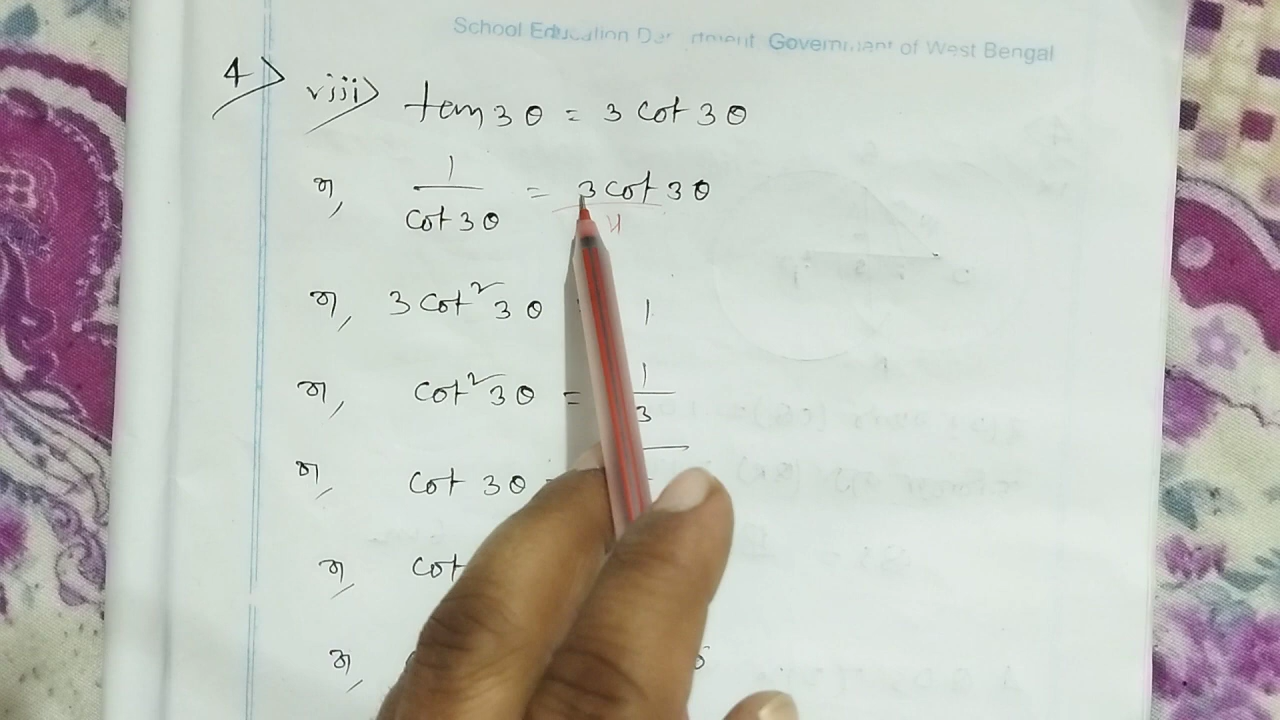 School Education Department Government of West Bengal
4> viii> tan 3θ = 3 cot 3θ
বা, 1/cot 3θ = 3 cot 3θ
বা, 3 cot² 3θ = 1
বা, cot² 3θ = 1/3
বা, cot 3θ
বা, cot
বা,